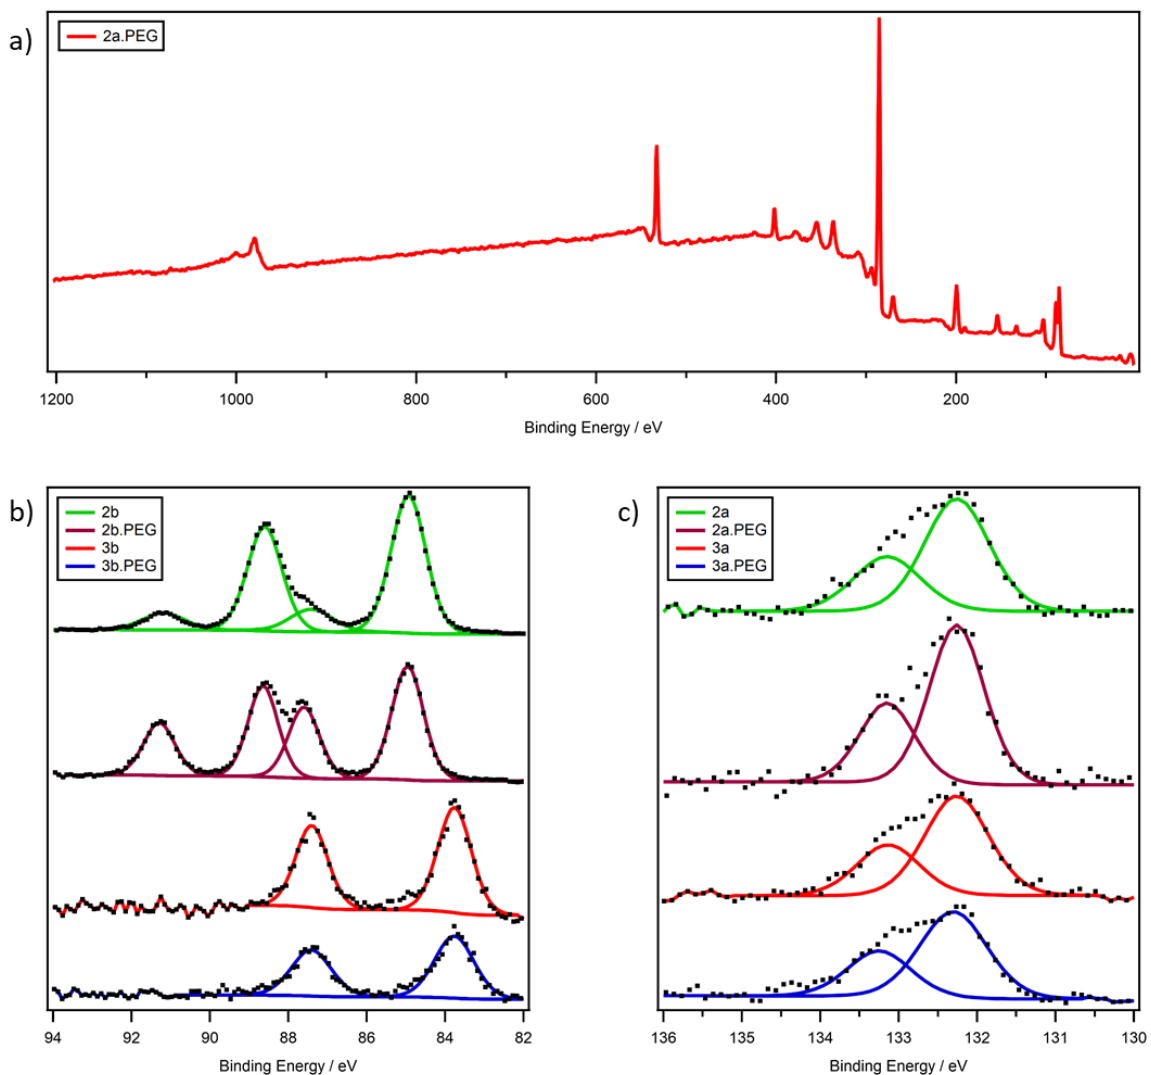 a)
2a.PEG
1200 1000 800 600 400 200
Binding Energy / eV
b)
2b
2b.PEG
3b
3b.PEG
94 92 90 88 86 84 82
Binding Energy / eV
c)
2a
2a.PEG
3a
3a.PEG
136 135 134 133 132 131 130
Binding Energy / eV